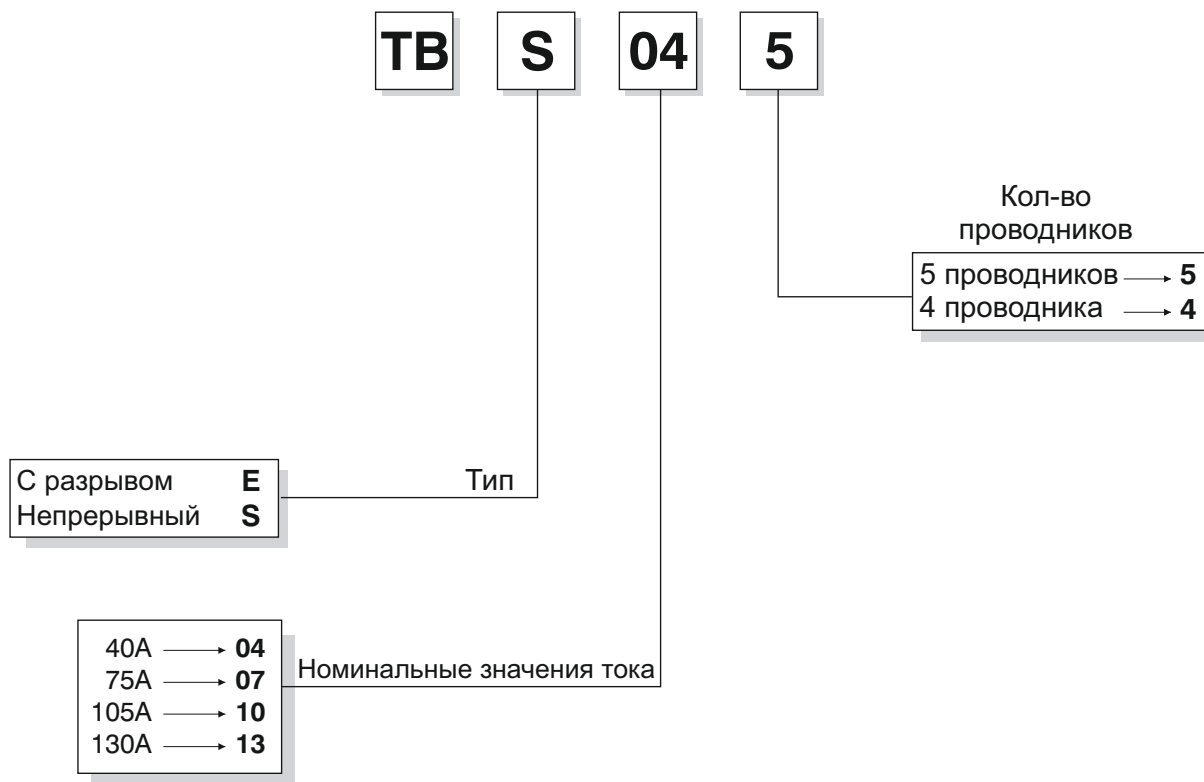 TB S 04 5
Кол-во
проводников
5 проводников → 5
4 проводника → 4
С разрывом E
Непрерывный S
Тип
40A → 04
75A → 07
105A → 10
130A → 13
Номинальные значения тока